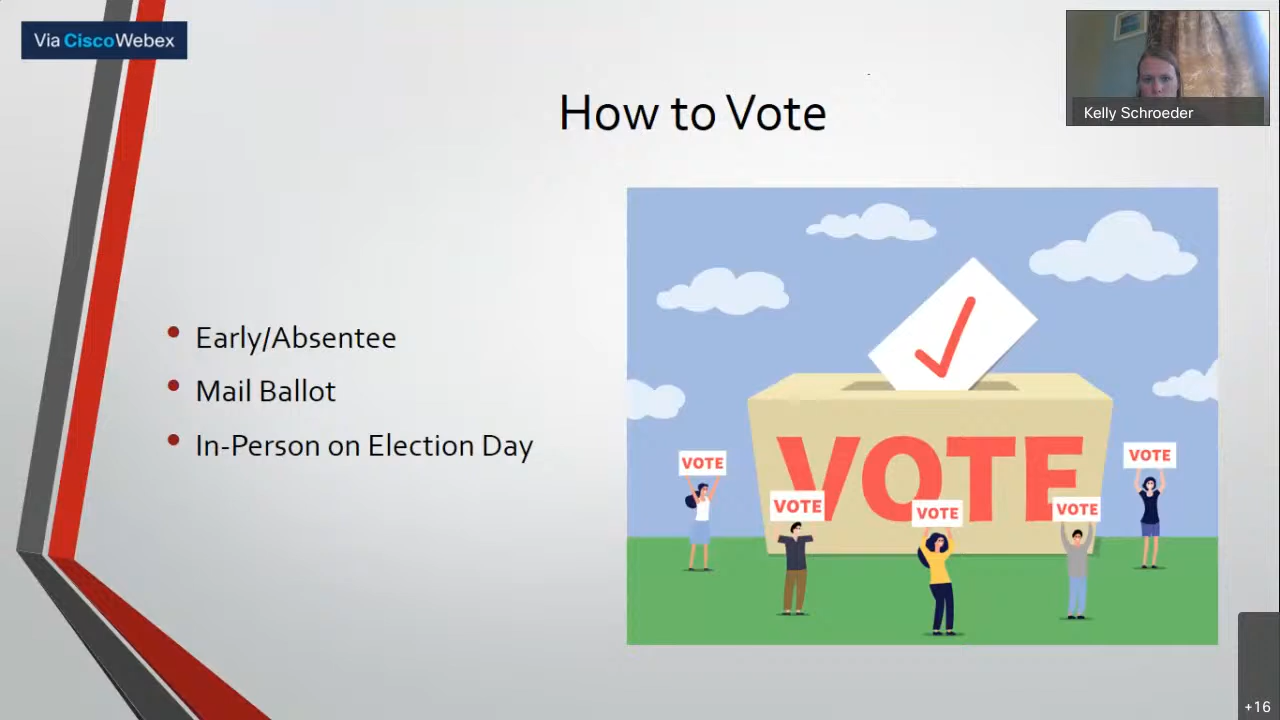 Via CiscoWebex
Kelly Schroeder
How to Vote
• Early/Absentee
• Mail Ballot
• In-Person on Election Day
VOTE
VOTE
VOTE
VOTE
VOTE
VOTE
+16